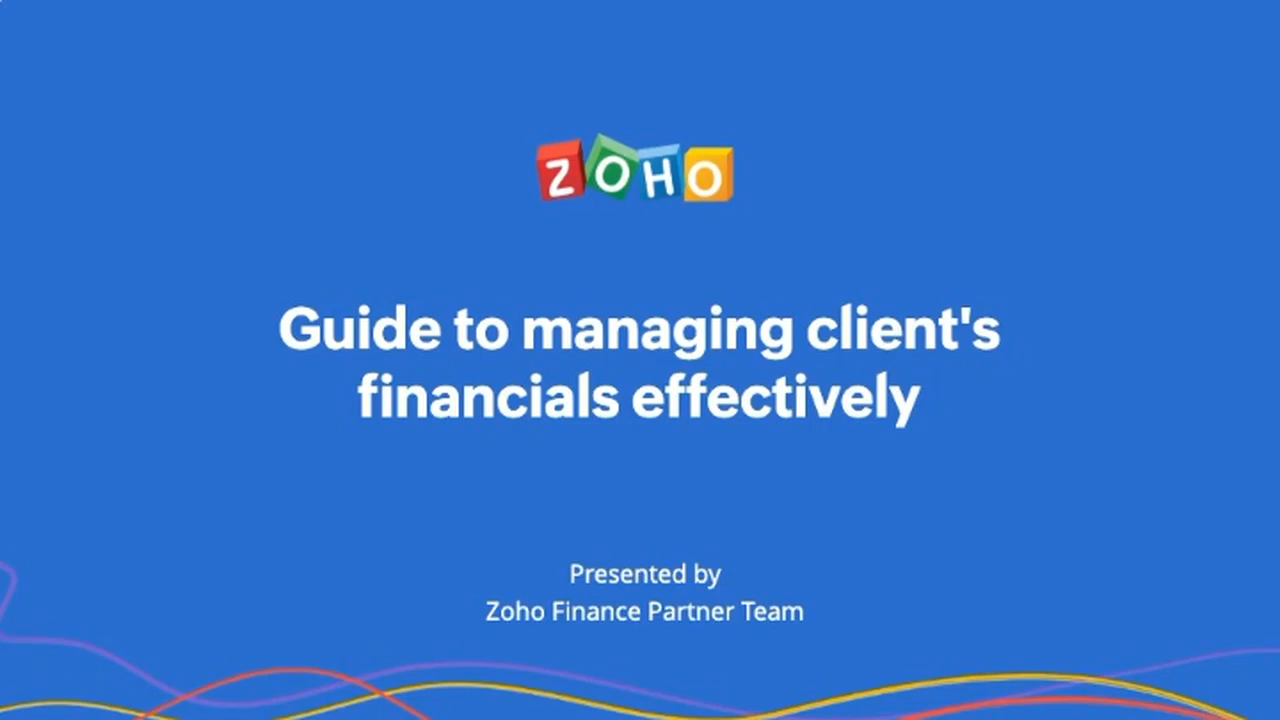 ZOHO
Guide to managing client's
financials effectively
Presented by
Zoho Finance Partner Team